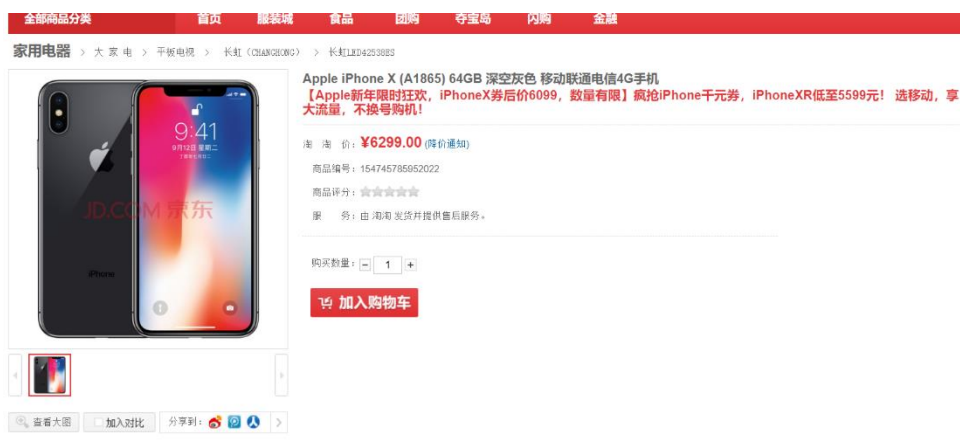 全部商品分类 首页 服装城 食品 团购 夺宝岛 闪购 金融
家用电器 > 大 家 电 > 平板电视 > 长虹（CHANGHONG） > 长虹LED42538ES
Apple iPhone X (A1865) 64GB 深空灰色 移动联通电信4G手机
【Apple新年限时狂欢，iPhoneX券后价6099，数量有限】疯抢iPhone千元券，iPhoneXR低至5599元！ 选移动，享
大流量，不换号购机！
淘 淘 价：¥6299.00 (降价通知)
商品编号：154745785952022
商品评分：
服 务：由 淘淘 发货并提供售后服务。
购买数量： - 1 +
加入购物车
9:41
9月12日 星期二
JD.COM 京东
iPhone
查看大图 加入对比 分享到：